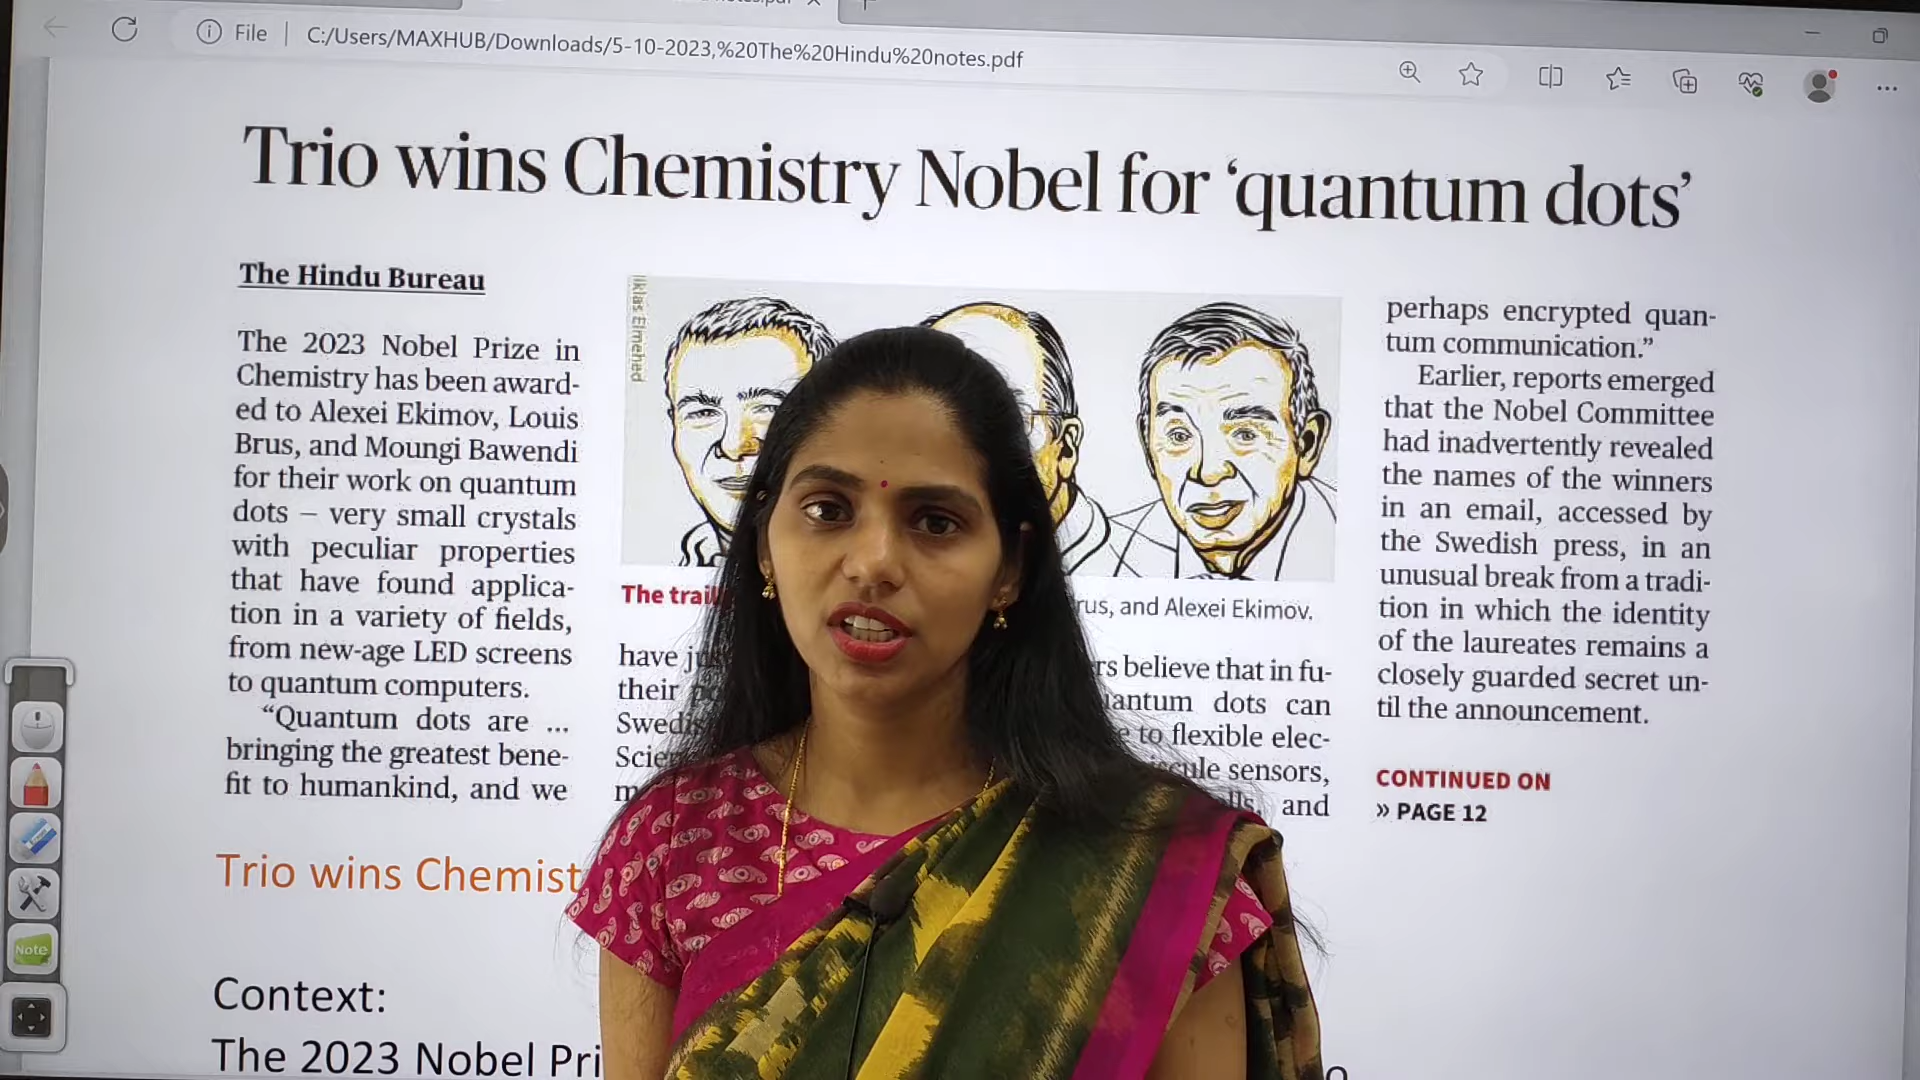 File
C:/Users/MAXHUB/Downloads/5-10-2023,%20The%20Hindu%20notes.pdf
Trio wins Chemistry Nobel for ‘quantum dots’
The Hindu Bureau
The 2023 Nobel Prize in
Chemistry has been award-
ed to Alexei Ekimov, Louis
Brus, and Moungi Bawendi
for their work on quantum
dots – very small crystals
with peculiar properties
that have found applica-
tion in a variety of fields,
from new-age LED screens
to quantum computers.
“Quantum dots are ...
bringing the greatest bene-
fit to humankind, and we
Elmehed
The
and Alexei Ekimov.
have
their
believe that in fu-
dots can
to flexible elec-
sensors,
and
perhaps encrypted quan-
tum communication.”
Earlier, reports emerged
that the Nobel Committee
had inadvertently revealed
the names of the winners
in an email, accessed by
the Swedish press, in an
unusual break from a tradi-
tion in which the identity
of the laureates remains a
closely guarded secret un-
til the announcement.
CONTINUED ON
» PAGE 12
Trio wins Chemist
Context:
The 2023 Nobel Pri
Note